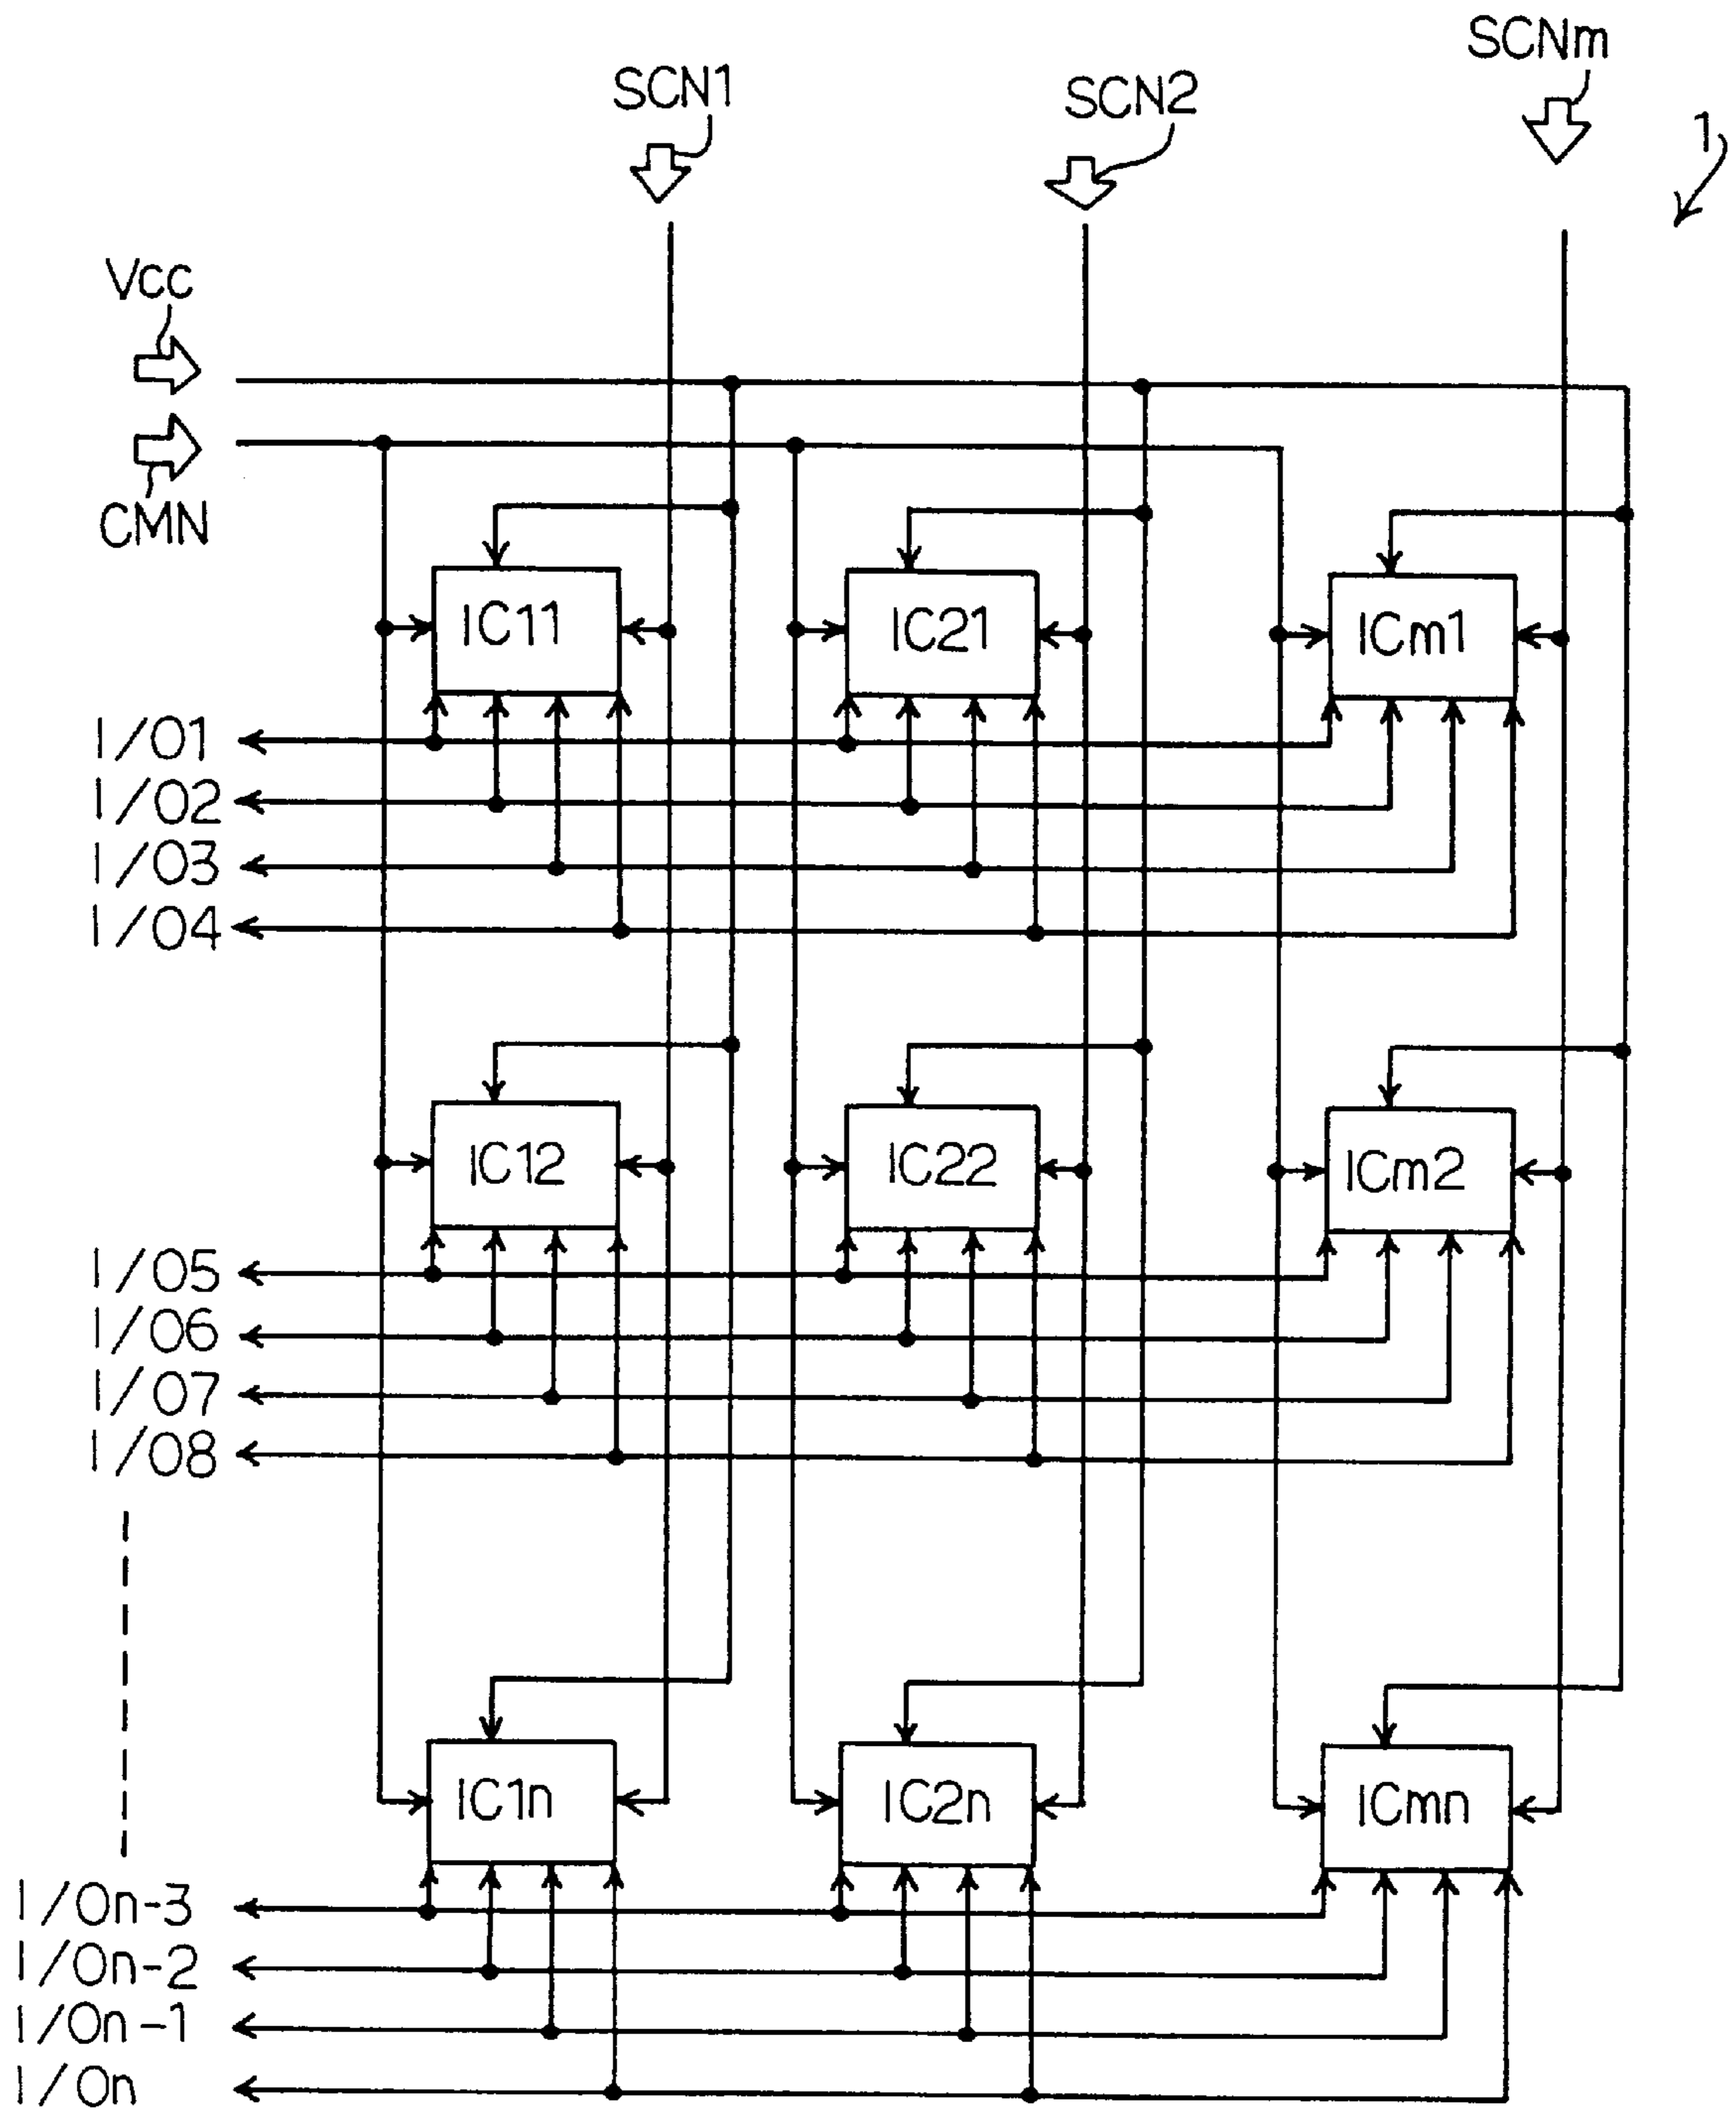 SCNm
SCN1
SCN2
1
Vcc
CMN
IC11
IC21
ICm1
I/O1
I/O2
I/O3
I/O4
IC12
IC22
ICm2
I/O5
I/O6
I/O7
I/O8
IC1n
IC2n
ICmn
I/On-3
I/On-2
I/On-1
I/On